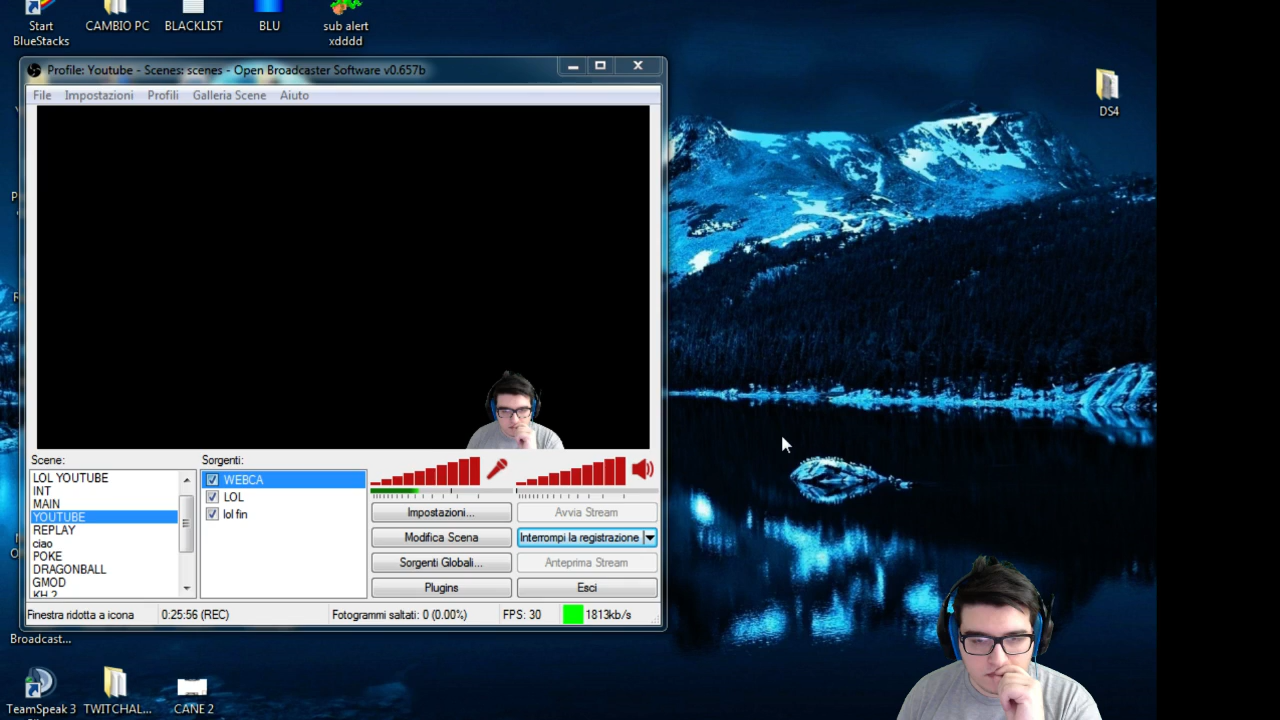 Start
BlueStacks
CAMBIO PC
BLACKLIST
BLU
sub alert
xdddd
Profile: Youtube - Scenes: scenes - Open Broadcaster Software v0.657b
File
Impostazioni
Profili
Galleria Scene
Aiuto
DS4
Scene:
Sorgenti:
LOL YOUTUBE
INT
MAIN
YOUTUBE
REPLAY
ciao
POKE
DRAGONBALL
GMOD
KH 2
WEBCA
LOL
lol fin
Impostazioni...
Avvia Stream
Modifica Scena
Interrompi la registrazione
Sorgenti Globali...
Anteprima Stream
Plugins
Esci
Finestra ridotta a icona
0:25:56 (REC)
Fotogrammi saltati: 0 (0.00%)
FPS: 30
1813kb/s
Broadcast...
TeamSpeak 3
TWITCHAL...
CANE 2